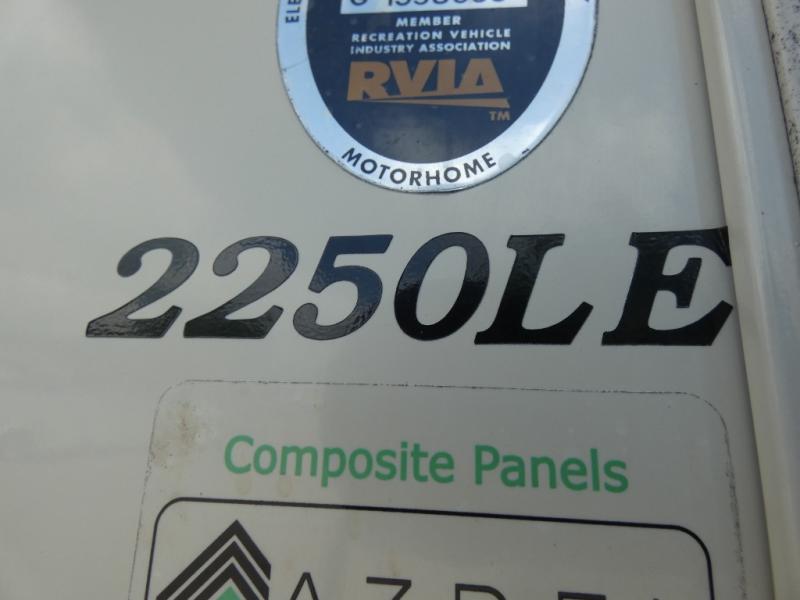 MEMBER
RECREATION VEHICLE
INDUSTRY ASSOCIATION
RVIA
TM
MOTORHOME
2250LE
Composite Panels